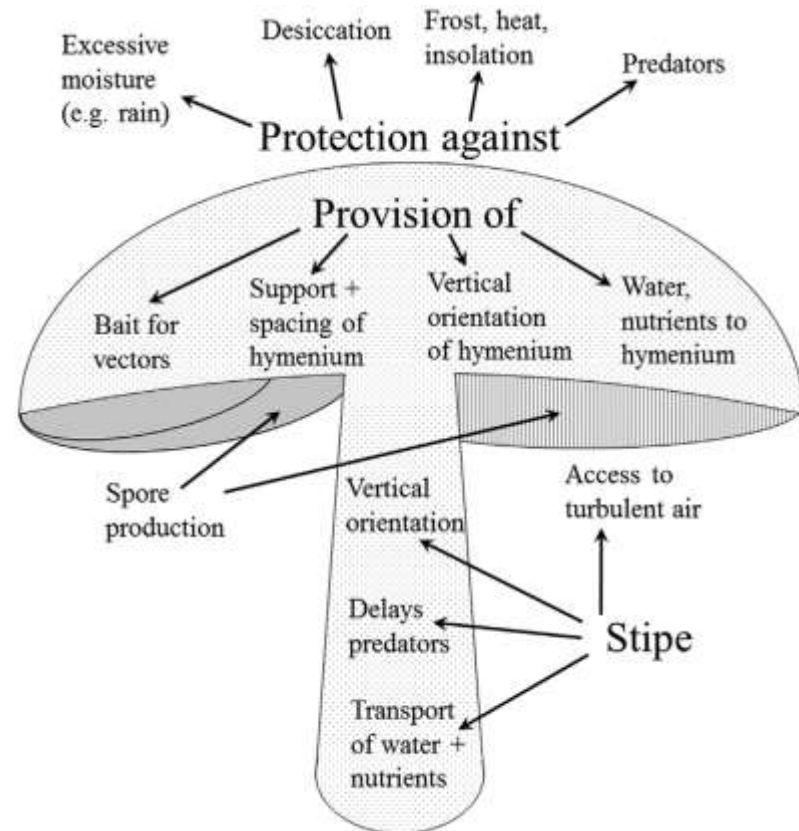 Excessive
moisture
(e.g. rain)
Desiccation
Frost, heat,
insolation
Predators
Protection against
Provision of
Bait for
vectors
Support +
spacing of
hymenium
Vertical
orientation
of hymenium
Water,
nutrients to
hymenium
Spore
production
Vertical
orientation
Access to
turbulent air
Delays
predators
Stipe
Transport
of water +
nutrients